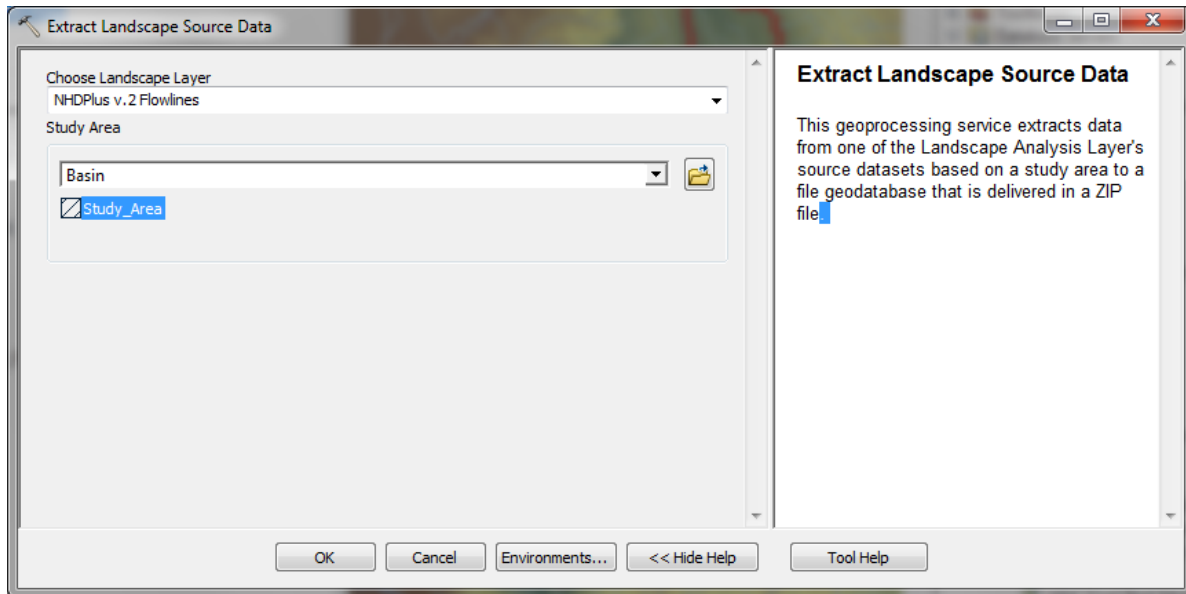 Extract Landscape Source Data
Choose Landscape Layer
NHDPlus v.2 Flowlines
Study Area
Basin
Study_Area
OK
Cancel
Environments...
<< Hide Help
Extract Landscape Source Data
This geoprocessing service extracts data
from one of the Landscape Analysis Layer's
source datasets based on a study area to a
file geodatabase that is delivered in a ZIP
file.
Tool Help